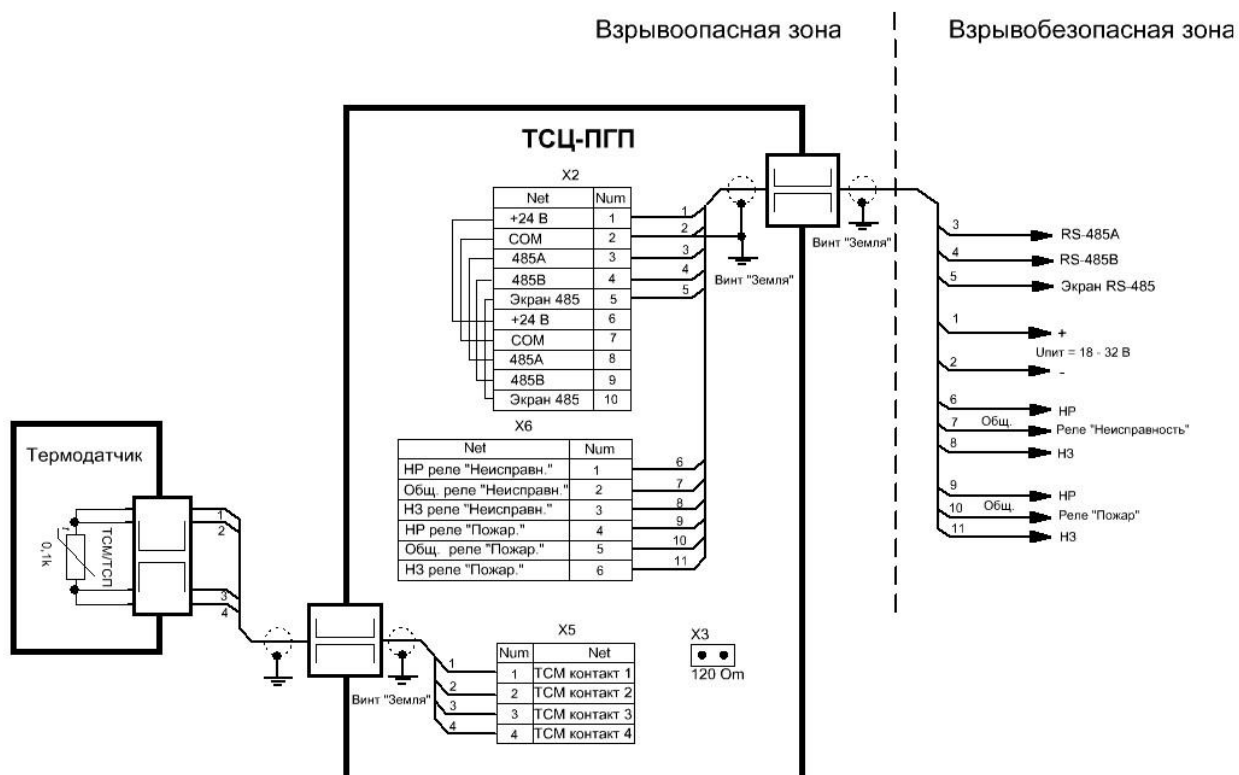 Взрывоопасная зона
Взрывобезопасная зона
ТСЦ-ПГП
X2
Net Num
+24 В 1
COM 2
485А 3
485В 4
Экран 485 5
+24 В 6
COM 7
485А 8
485В 9
Экран 485 10
1
2
3
4
5
Винт "Земля"
Винт "Земля"
3 RS-485А
4 RS-485В
5 Экран RS-485
1 +
Uпит = 18 - 32 В
2 -
6 НР
7 Общ. Реле "Неисправность"
8 НЗ
9 НР
10 Общ. Реле "Пожар"
11 НЗ
X6
Net Num
НР реле "Неисправн." 1
Общ. реле "Неисправн." 2
НЗ реле "Неисправн." 3
НР реле "Пожар." 4
Общ. реле "Пожар." 5
НЗ реле "Пожар." 6
6
7
8
9
10
11
Термодатчик
t
0,1k
ТСМ/ТСП
1
2
3
4
Винт "Земля"
1
2
3
4
X5
Num Net
1 ТСМ контакт 1
2 ТСМ контакт 2
3 ТСМ контакт 3
4 ТСМ контакт 4
X3
120 Om